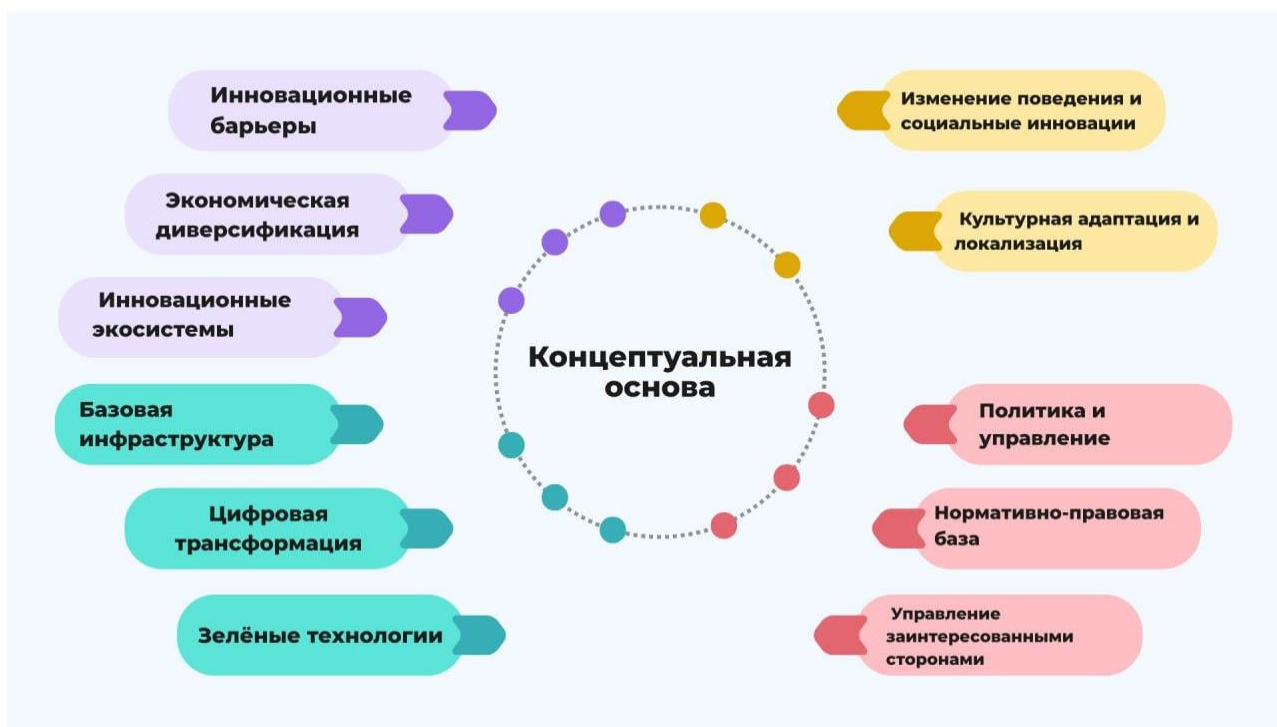 Инновационные
барьеры
Экономическая
диверсификация
Инновационные
экосистемы
Базовая
инфраструктура
Цифровая
трансформация
Зелёные технологии
Концептуальная
основа
Изменение поведения и
социальные инновации
Культурная адаптация и
локализация
Политика и
управление
Нормативно-правовая
база
Управление
заинтересованными
сторонами